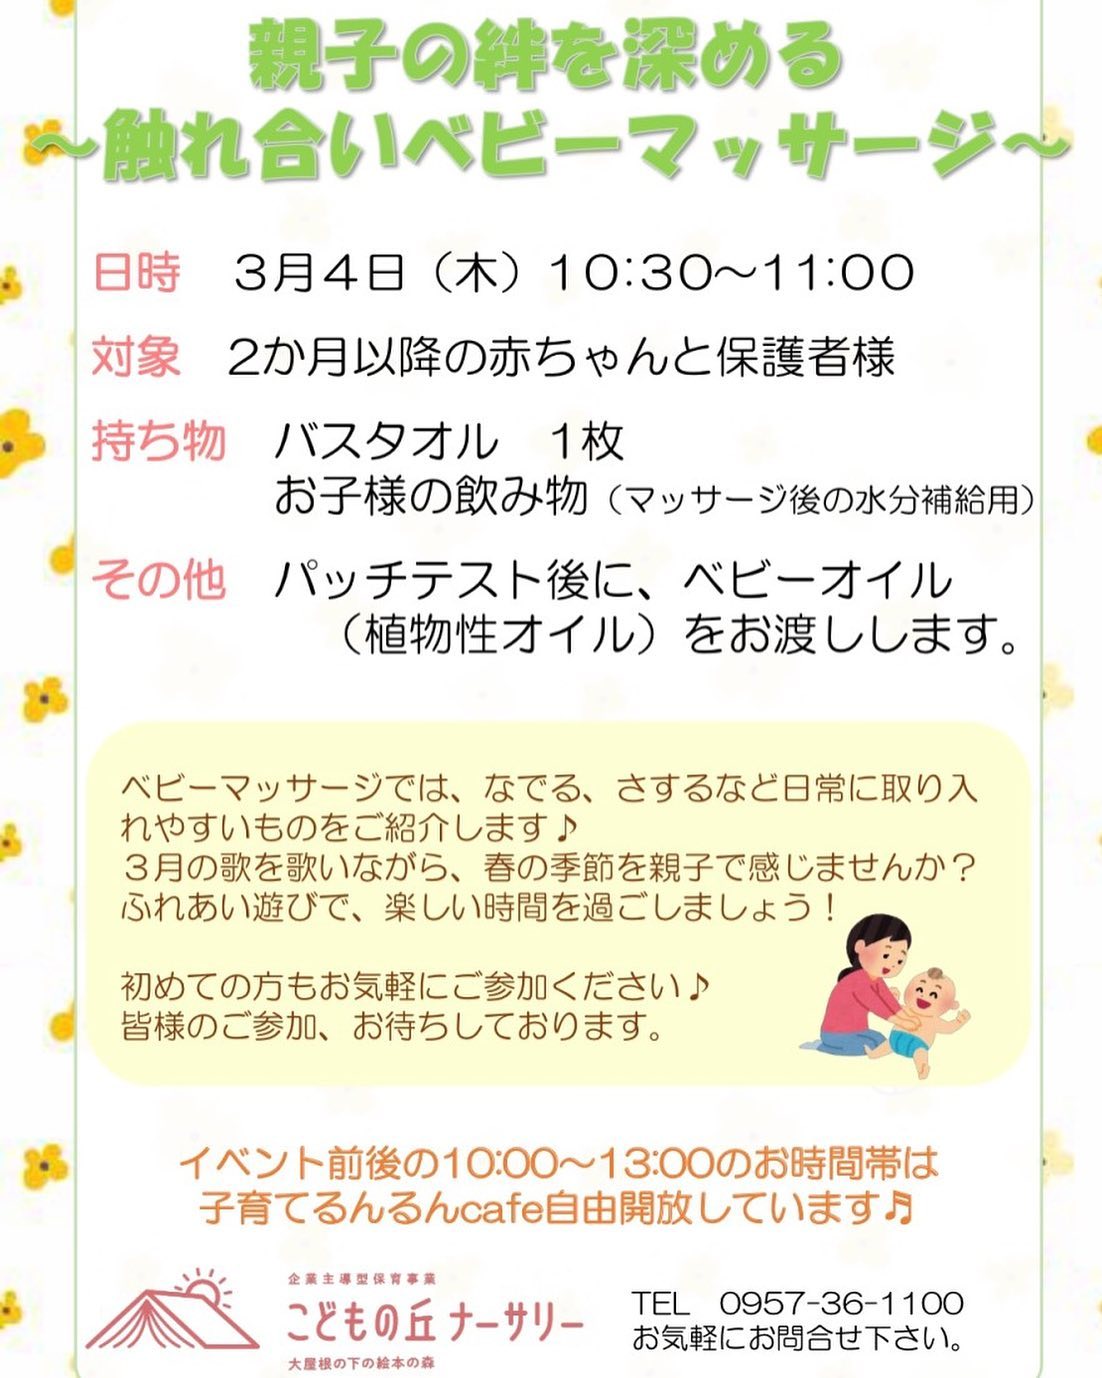 親子の絆を深める
～触れ合いベビーマッサージ～
日時　３月４日（木）１０：３０～１１：００
対象　２か月以降の赤ちゃんと保護者様
持ち物　バスタオル　１枚
お子様の飲み物（マッサージ後の水分補給用）
その他　パッチテスト後に、ベビーオイル
（植物性オイル）をお渡しします。
ベビーマッサージでは、なでる、さするなど日常に取り入
れやすいものをご紹介します♪
３月の歌を歌いながら、春の季節を親子で感じませんか？
ふれあい遊びで、楽しい時間を過ごしましょう！
初めての方もお気軽にご参加ください♪
皆様のご参加、お待ちしております。
イベント前後の10:00～13:00のお時間帯は
子育てるんるんcafe自由開放しています♬
企業主導型保育事業
こどもの丘 ナーサリー
大屋根の下の絵本の森
TEL　0957-36-1100
お気軽にお問合せ下さい。